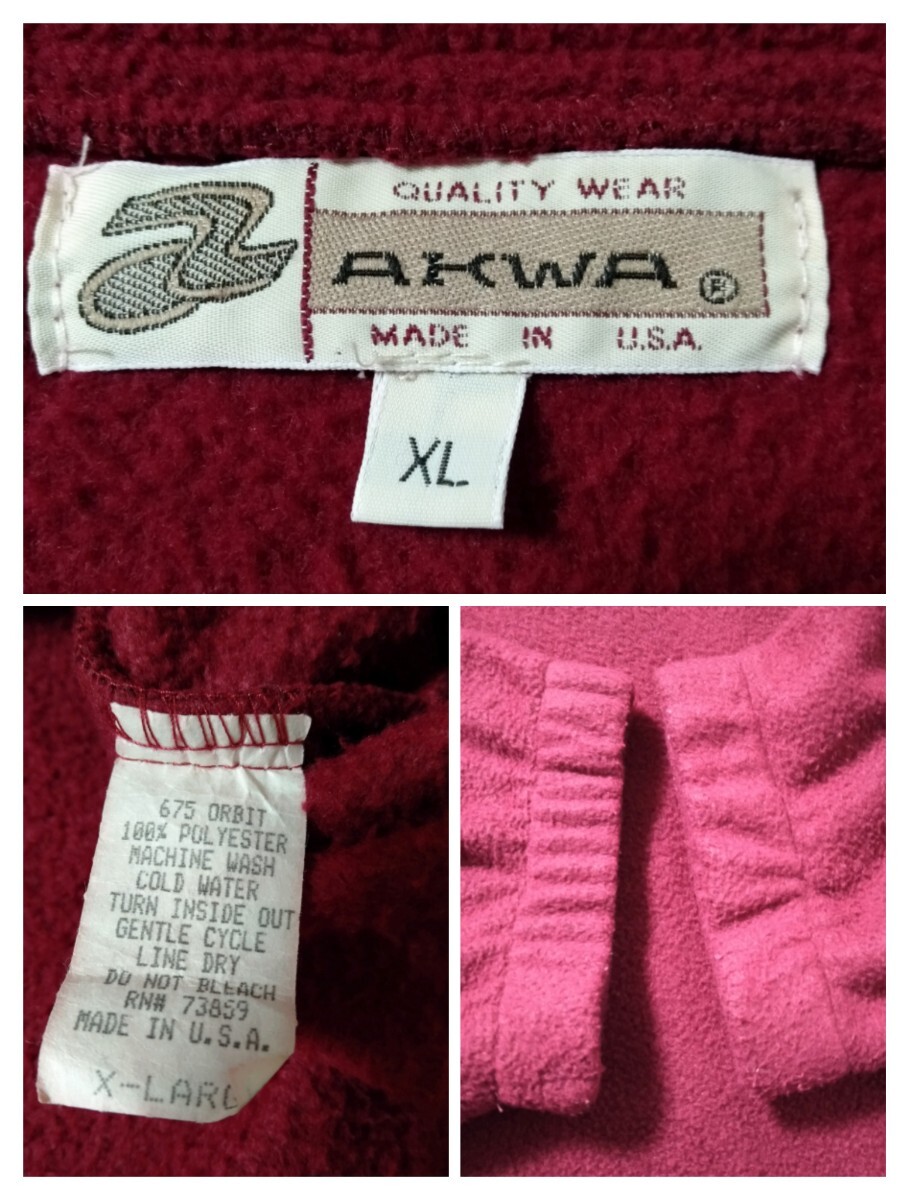 QUALITY WEAR
AKWA ®
MADE IN U.S.A.
XL
675 ORBIT
100% POLYESTER
MACHINE WASH
COLD WATER
TURN INSIDE OUT
GENTLE CYCLE
LINE DRY
DO NOT BLEACH
RN# 73859
MADE IN U.S.A.
X-LARG